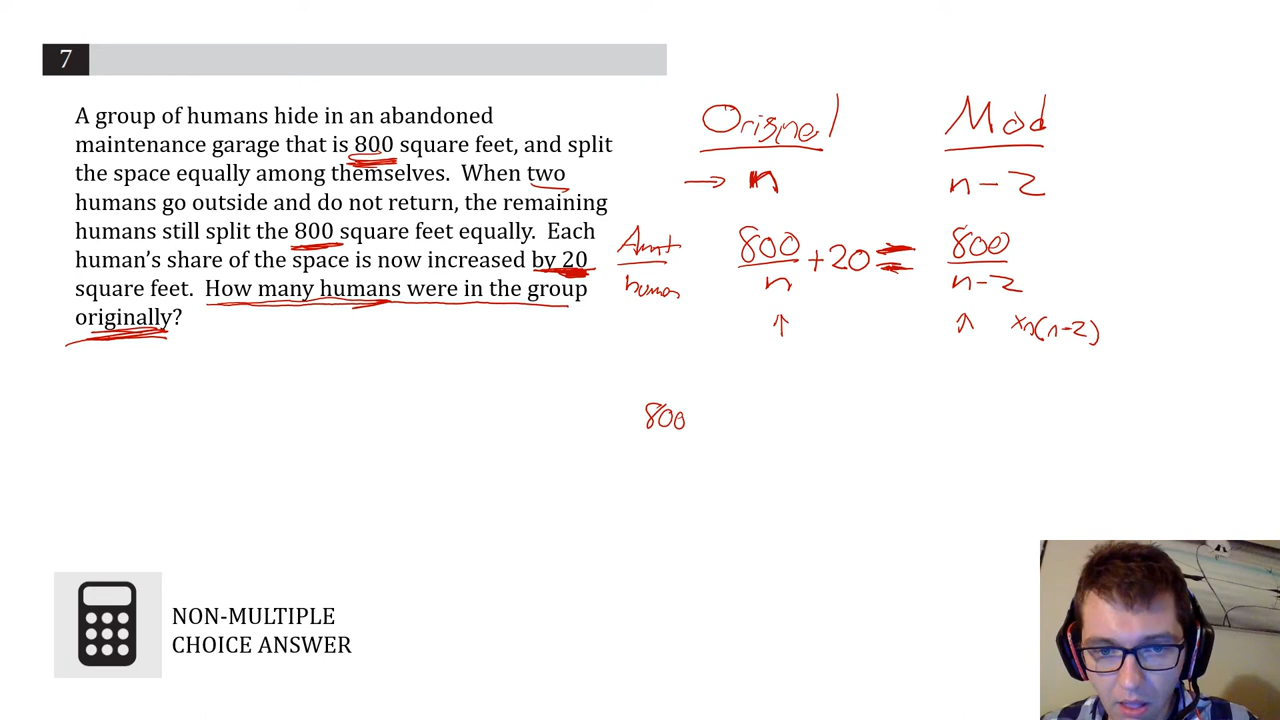 7
A group of humans hide in an abandoned
maintenance garage that is 800 square feet, and split
the space equally among themselves. When two
humans go outside and do not return, the remaining
humans still split the 800 square feet equally. Each
human's share of the space is now increased by 20
square feet. How many humans were in the group
originally?
Original Mod
→ n n - 2
Amt/human 800/n + 20 = 800/(n-2)
↑ ↑ ×n(n-2)
800
NON-MULTIPLE
CHOICE ANSWER